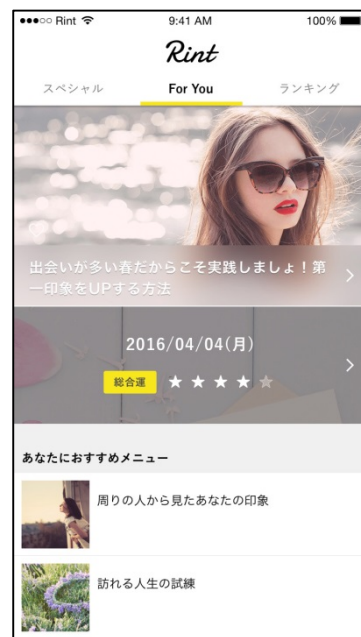 ●●●○○ Rint 9:41 AM 100%
Rint
スペシャル For You ランキング
出会いが多い春だからこそ実践しましょ！第
一印象をUPする方法
2016/04/04(月)
総合運 ★ ★ ★ ★ ★
あなたにおすすめメニュー
周りの人から見たあなたの印象
訪れる人生の試練